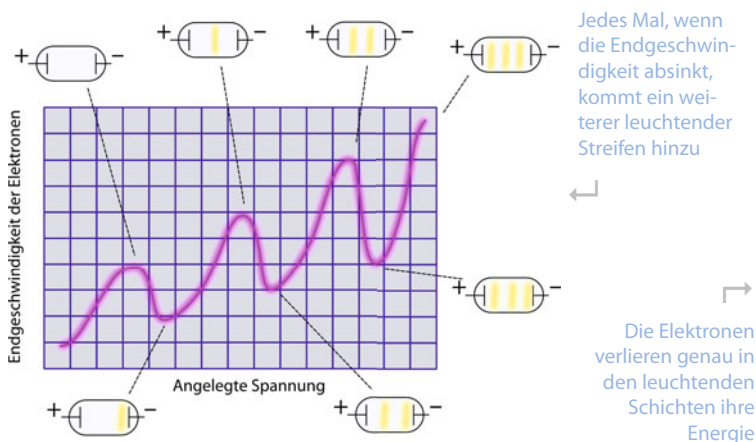 + −
+ −
+ −
+ −
Jedes Mal, wenn
die Endgeschwin-
digkeit absinkt,
kommt ein wei-
terer leuchtender
Streifen hinzu
Endgeschwindigkeit der Elektronen
+ −
Angelegte Spannung
+ −
+ −
Die Elektronen
verlieren genau in
den leuchtenden
Schichten ihre
Energie